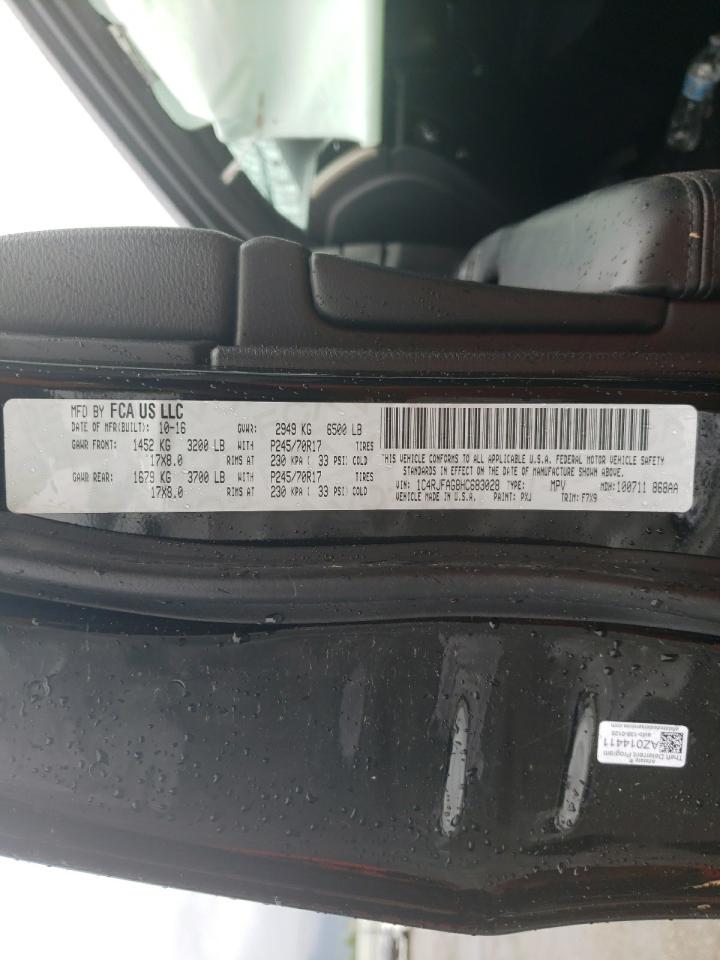 MFD BY FCA US LLC
DATE OF MFR(BUILT): 10-16 GVWR: 2949 KG 6500 LB
GAWR FRONT: 1452 KG 3200 LB WITH P245/70R17 TIRES
17X8.0 RIMS AT 230 KPA ( 33 PSI) COLD
GAWR REAR: 1679 KG 3700 LB WITH P245/70R17 TIRES
17X8.0 RIMS AT 230 KPA ( 33 PSI) COLD
THIS VEHICLE CONFORMS TO ALL APPLICABLE U.S.A. FEDERAL MOTOR VEHICLE SAFETY
STANDARDS IN EFFECT ON THE DATE OF MANUFACTURE SHOWN ABOVE.
VIN: 1C4RJFAG8HC683028 TYPE: MPV MDH: 100711 868AA
VEHICLE MADE IN U.S.A. PAINT: PXJ TRIM: F7X9
Theft Deterrent Program
AZ014411